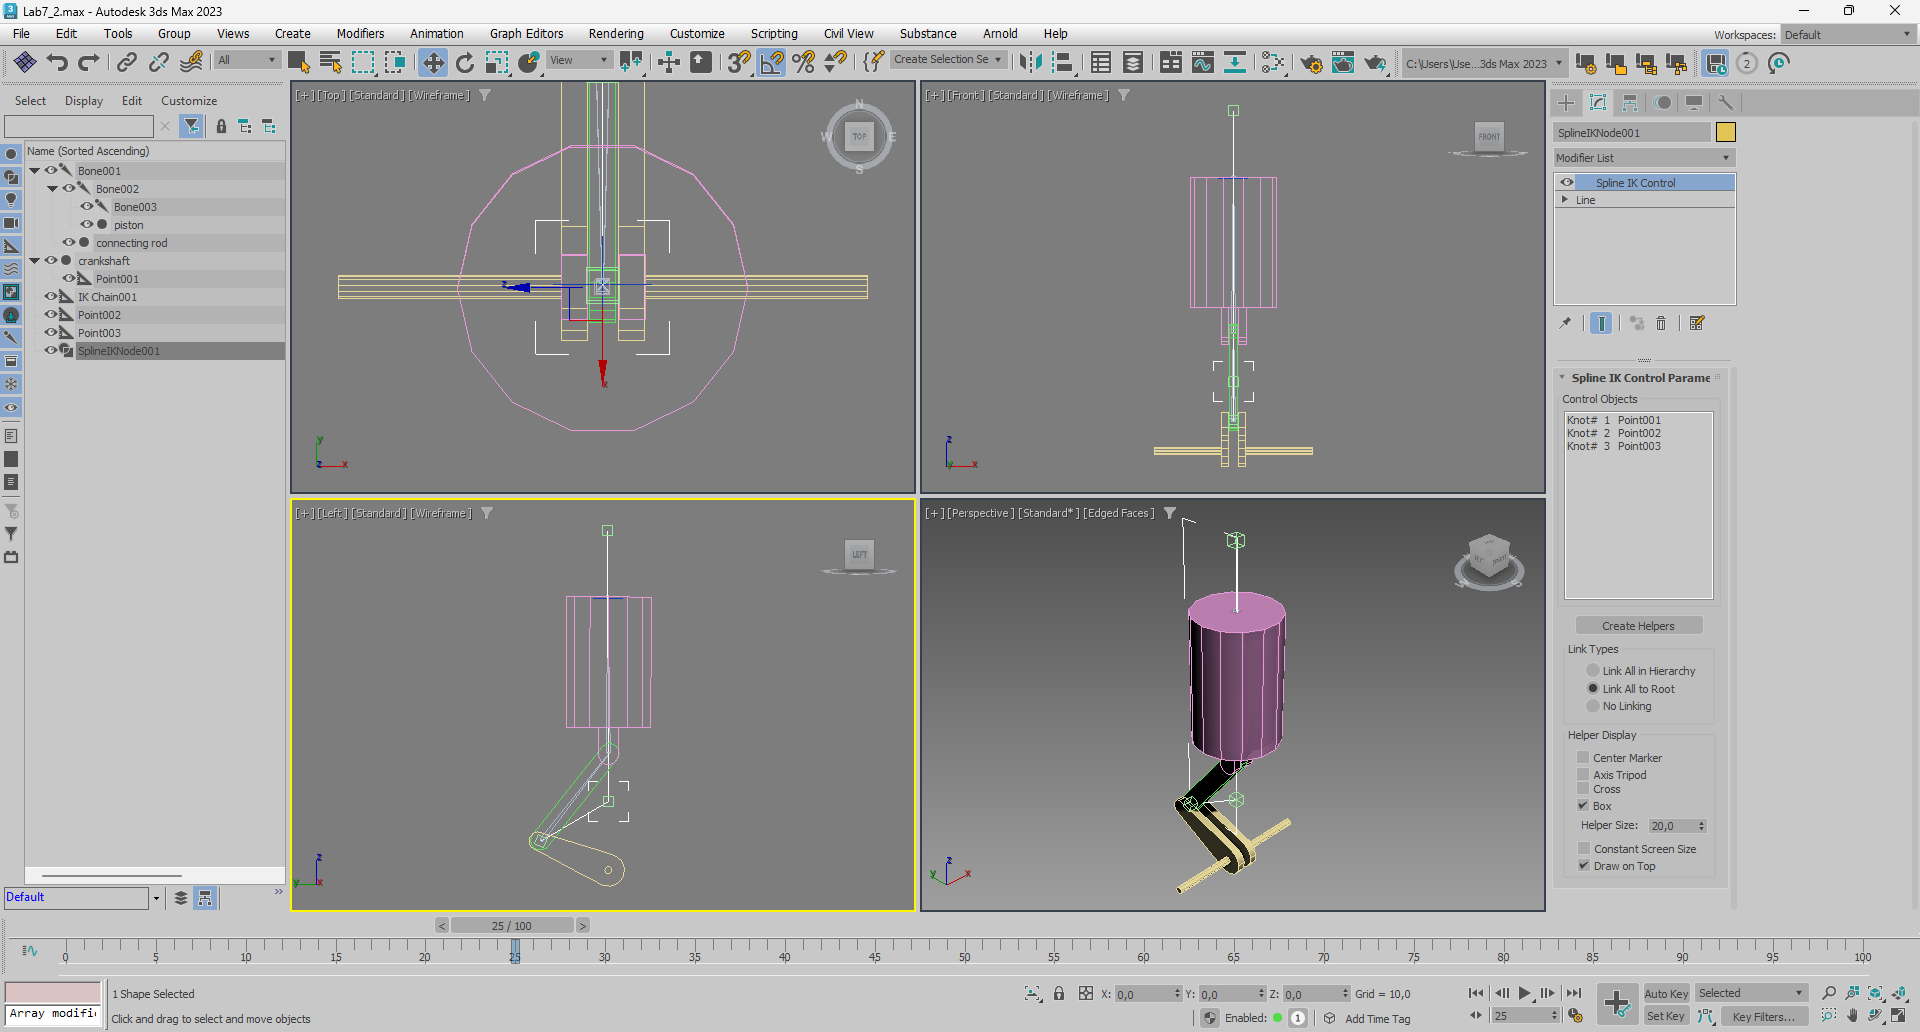 Lab7_2.max - Autodesk 3ds Max 2023
File Edit Tools Group Views Create Modifiers Animation Graph Editors Rendering Customize Scripting Civil View Substance Arnold Help
Workspaces: Default
All View Create Selection Se C:\Users\Use...3ds Max 2023 2
Select Display Edit Customize
Name (Sorted Ascending)
Bone001
Bone002
Bone003
piston
connecting rod
crankshaft
Point001
IK Chain001
Point002
Point003
SplineIKNode001
Default
[+] [Top] [Standard] [Wireframe]
N
W TOP E
S
z
x
y
z x
[+] [Front] [Standard] [Wireframe]
FRONT
z
y x
[+] [Left] [Standard] [Wireframe]
LEFT
z
y x
[+] [Perspective] [Standard*] [Edged Faces]
z
y x
SplineIKNode001
Modifier List
Spline IK Control
Line
Spline IK Control Parame
Control Objects
Knot# 1 Point001
Knot# 2 Point002
Knot# 3 Point003
Create Helpers
Link Types
Link All in Hierarchy
Link All to Root
No Linking
Helper Display
Center Marker
Axis Tripod
Cross
Box
Helper Size: 20,0
Constant Screen Size
Draw on Top
< 25 / 100 >
0 5 10 15 20 25 30 35 40 45 50 55 60 65 70 75 80 85 90 95 100
1 Shape Selected
Array modifi
Click and drag to select and move objects
X: 0,0 Y: 0,0 Z: 0,0 Grid = 10,0
Enabled: 1 Add Time Tag
25
Auto Key Selected
Set Key Key Filters...